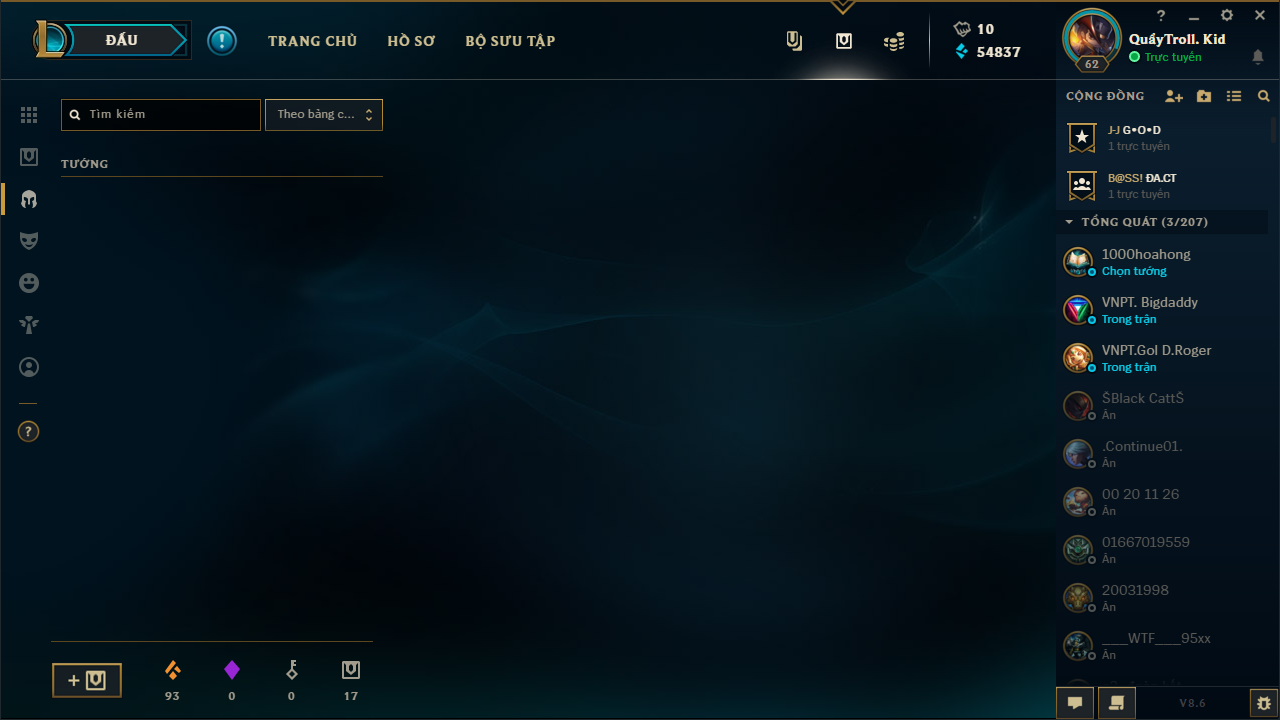 ĐẤU
TRANG CHỦ
HỒ SƠ
BỘ SƯU TẬP
10
54837
62
QuẩyTroll. Kid
Trực tuyến
Tìm kiếm
Theo bảng c...
TƯỚNG
CỘNG ĐỒNG
J-J G•O•D
1 trực tuyến
B@SS! ĐA.CT
1 trực tuyến
TỔNG QUÁT (3/207)
1000hoahong
Chọn tướng
VNPT. Bigdaddy
Trong trận
VNPT.Gol D.Roger
Trong trận
ŠBlack CattŠ
Ẩn
.Continue01.
Ẩn
00 20 11 26
Ẩn
01667019559
Ẩn
20031998
Ẩn
___WTF___95xx
Ẩn
93
0
0
17
V8.6